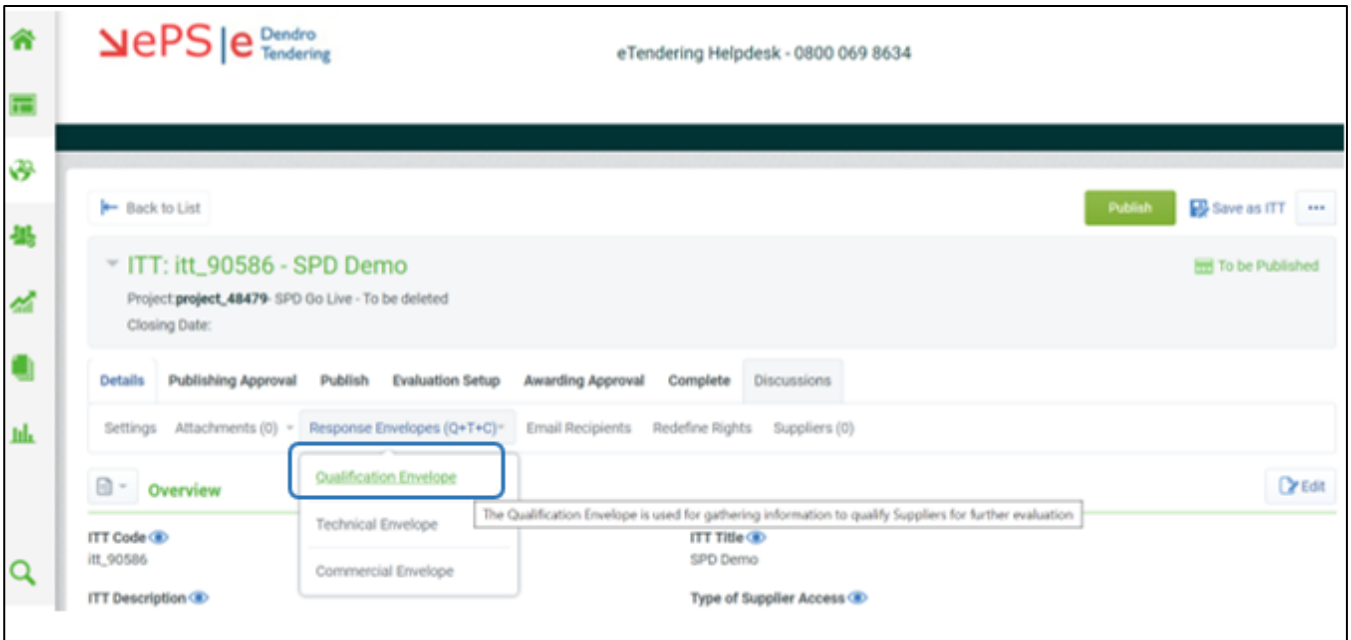 ePS|e Dendro Tendering
eTendering Helpdesk - 0800 069 8634
Back to List
Publish
Save as ITT
...
ITT: itt_90586 - SPD Demo
To be Published
Project:project_48479- SPD Go Live - To be deleted
Closing Date:
Details Publishing Approval Publish Evaluation Setup Awarding Approval Complete Discussions
Settings Attachments (0) Response Envelopes (Q+T+C) Email Recipients Redefine Rights Suppliers (0)
Qualification Envelope
Overview
Edit
The Qualification Envelope is used for gathering information to qualify Suppliers for further evaluation
Technical Envelope
ITT Code
ITT Title
itt_90586
SPD Demo
Commercial Envelope
ITT Description
Type of Supplier Access